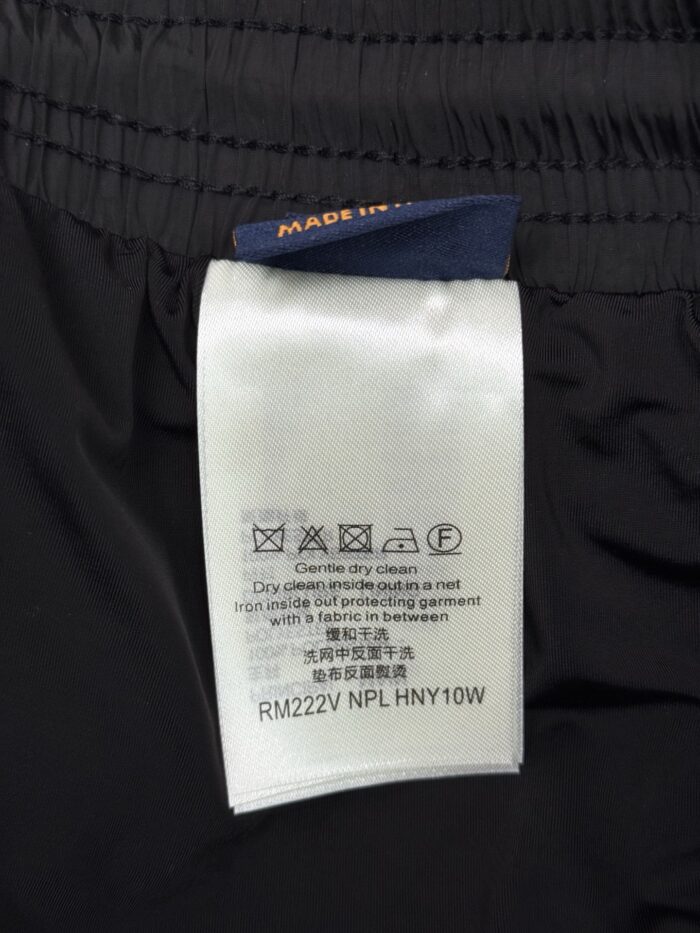 MADE IN
F
Gentle dry clean
Dry clean inside out in a net
Iron inside out protecting garment
with a fabric in between
缓和干洗
洗网中反面干洗
垫布反面熨烫
RM222V NPL HNY10W